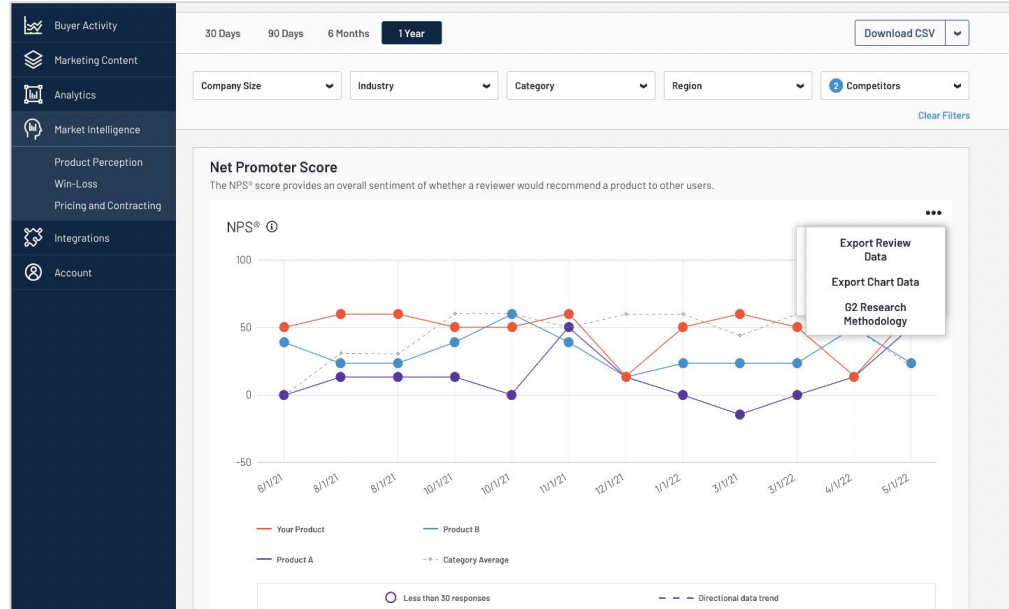 Buyer Activity
Marketing Content
Analytics
Market Intelligence
Product Perception
Win-Loss
Pricing and Contracting
Integrations
Account
30 Days 90 Days 6 Months 1 Year Download CSV
Company Size Industry Category Region 2 Competitors
Clear Filters
Net Promoter Score
The NPS® score provides an overall sentiment of whether a reviewer would recommend a product to other users.
NPS®
Export Review
Data
Export Chart Data
G2 Research
Methodology
100
50
0
-50
6/1/21 8/1/21 8/1/21 10/1/21 10/1/21 11/1/21 12/1/21 1/1/22 3/1/22 3/1/22 4/1/22 5/1/22
Your Product Product B
Product A Category Average
Less than 30 responses Directional data trend